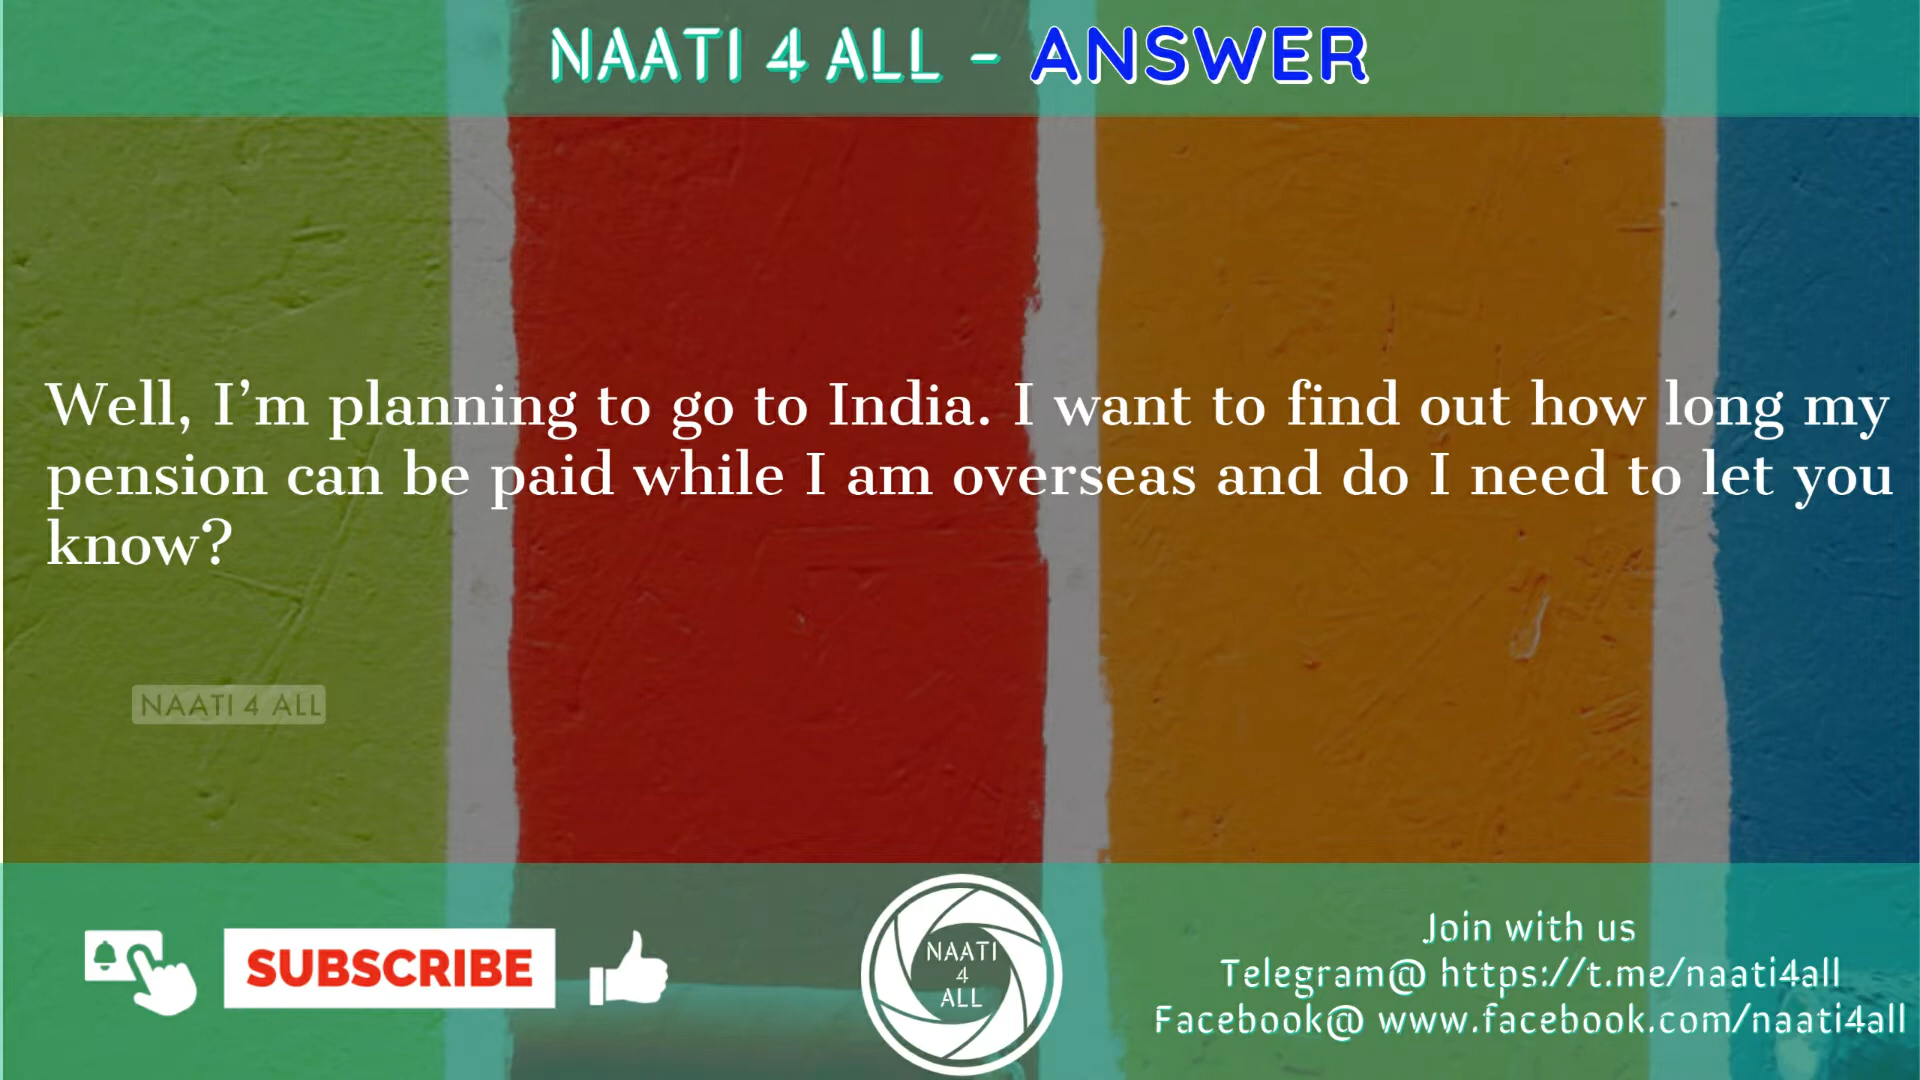 NAATI 4 ALL - ANSWER
Well, I’m planning to go to India. I want to find out how long my
pension can be paid while I am overseas and do I need to let you
know?
NAATI 4 ALL
SUBSCRIBE
NAATI
4
ALL
Join with us
Telegram@ https://t.me/naati4all
Facebook@ www.facebook.com/naati4all